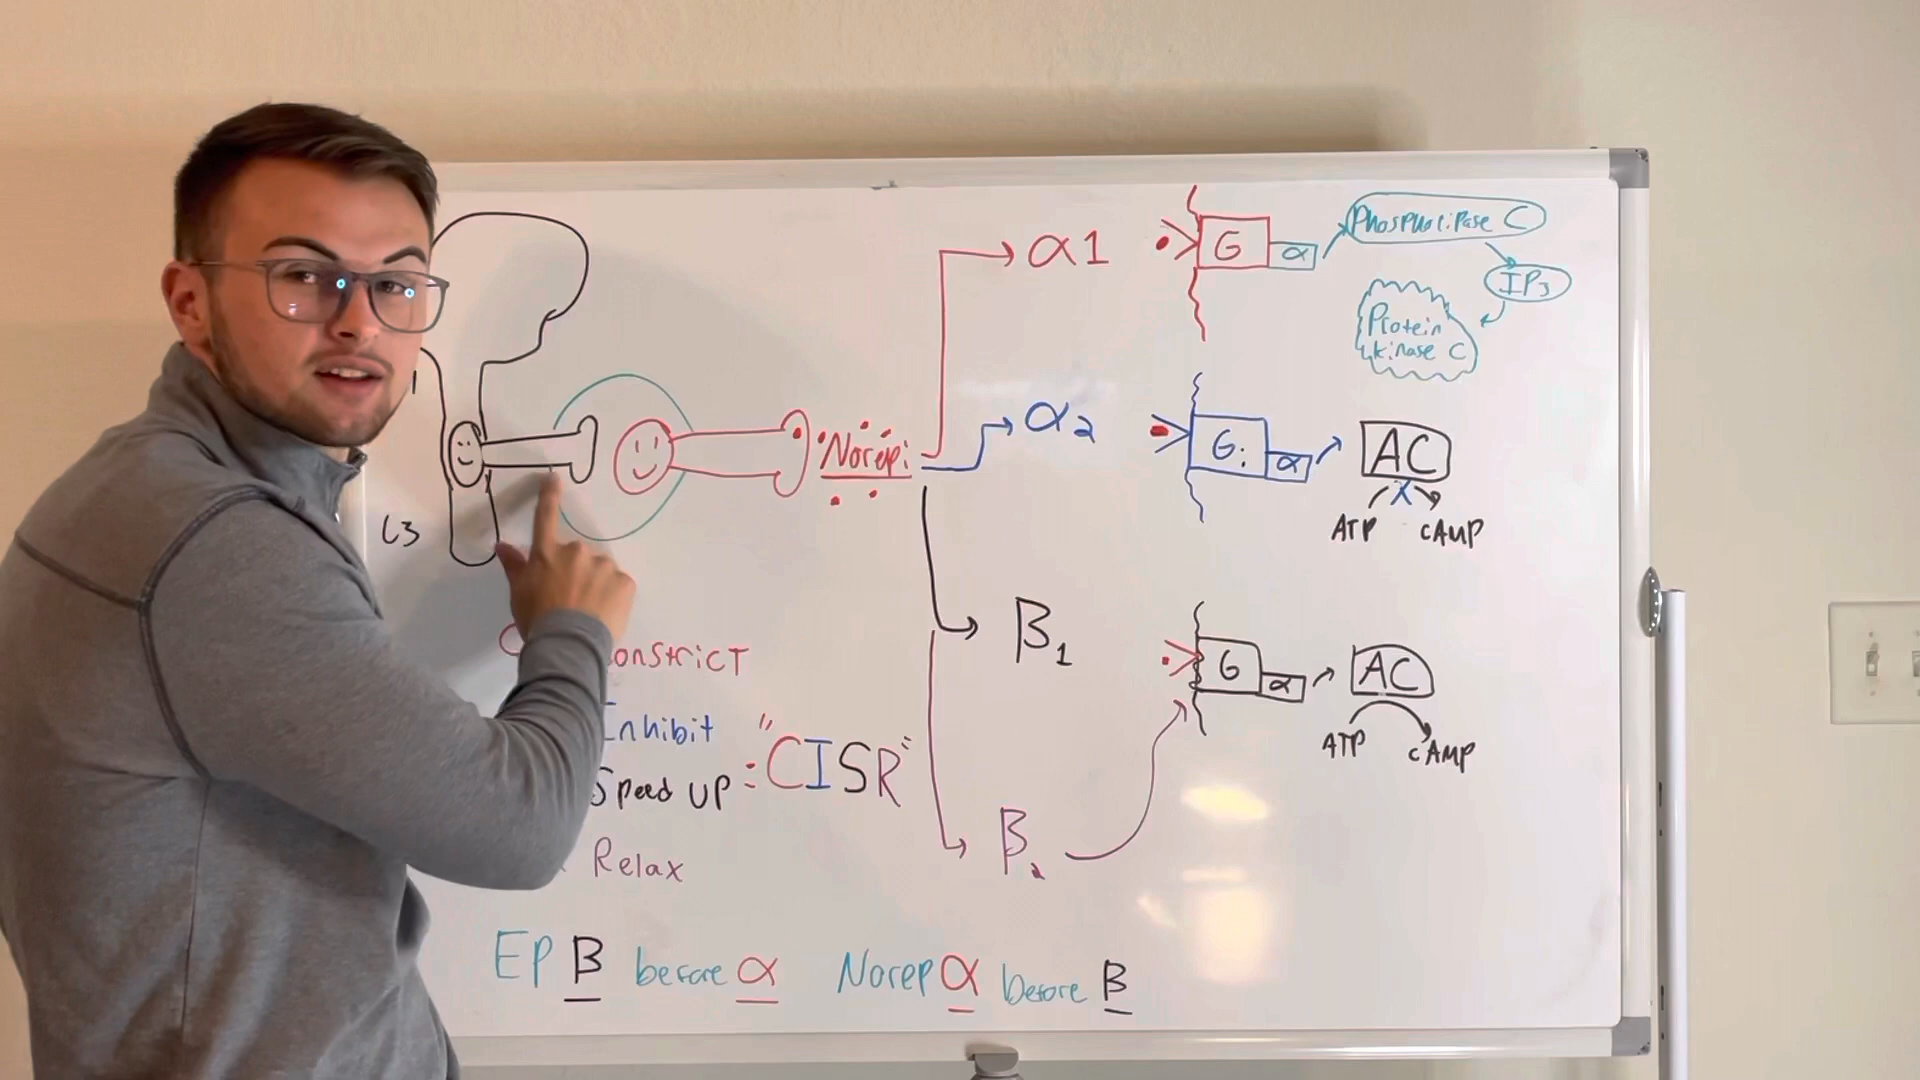 α1
G
α
Phospholipase C
IP3
Protein
kinase C
α2
Gi
α
AC
ATP
cAMP
L3
Norepi
β1
G
α
AC
ATP
cAMP
β2
onstrict
Inhibit
Speed UP
: "CISR"
Relax
EP β before α
Norep α before β